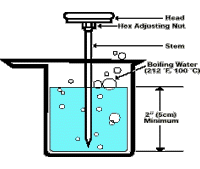 Head
Hex Adjusting Nut
Stem
Boiling Water
(212 °F, 100 °C)
2" (5cm)
Minimum